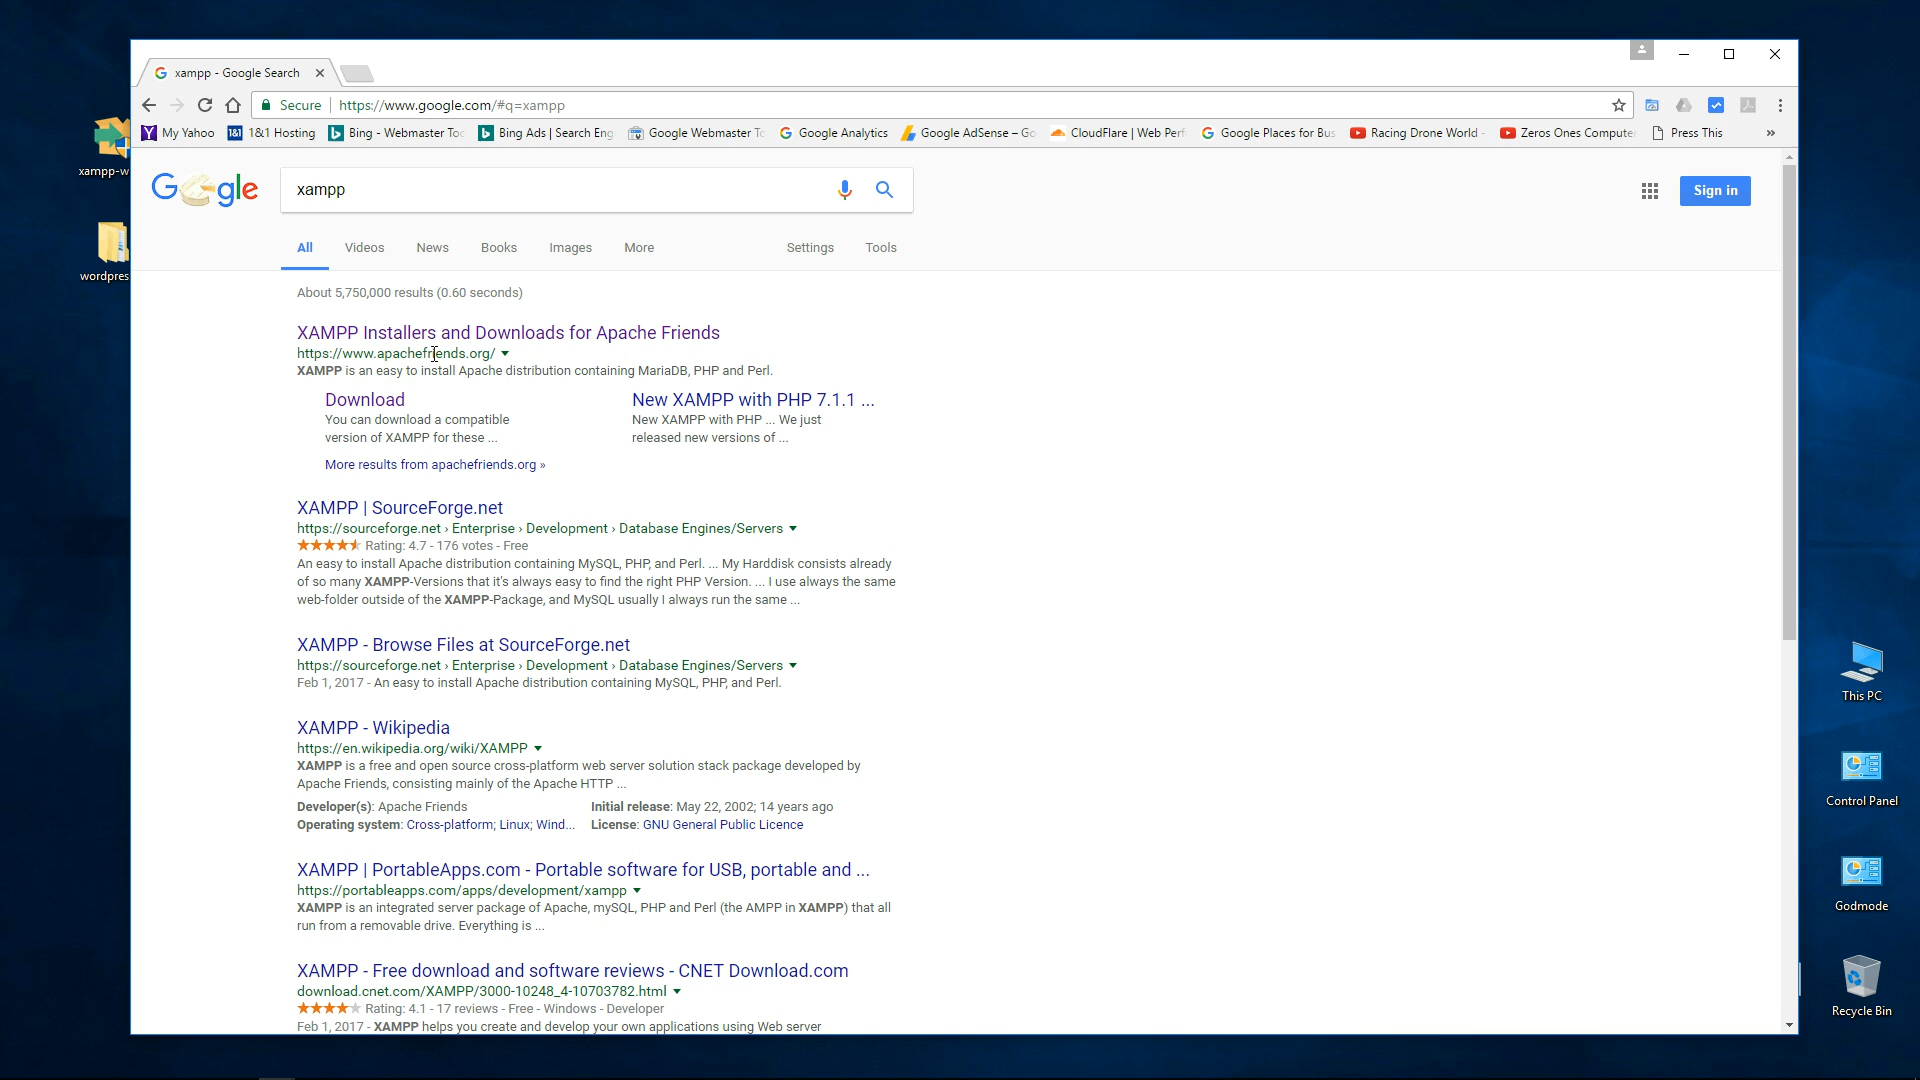 xampp - Google Search
Secure
https://www.google.com/#q=xampp
My Yahoo
1&1 Hosting
Bing - Webmaster Too
Bing Ads | Search Eng
Google Webmaster T
Google Analytics
Google AdSense – Go
CloudFlare | Web Perf
Google Places for Bus
Racing Drone World -
Zeros Ones Compute
Press This
»
xampp-w
wordpres
G gle
xampp
Sign in
All
Videos
News
Books
Images
More
Settings
Tools
About 5,750,000 results (0.60 seconds)
XAMPP Installers and Downloads for Apache Friends
https://www.apachefriends.org/
XAMPP is an easy to install Apache distribution containing MariaDB, PHP and Perl.
Download
You can download a compatible
version of XAMPP for these ...
New XAMPP with PHP 7.1.1 ...
New XAMPP with PHP ... We just
released new versions of ...
More results from apachefriends.org »
XAMPP | SourceForge.net
https://sourceforge.net › Enterprise › Development › Database Engines/Servers
Rating: 4.7 - 176 votes - Free
An easy to install Apache distribution containing MySQL, PHP, and Perl. ... My Harddisk consists already
of so many XAMPP-Versions that it's always easy to find the right PHP Version. ... I use always the same
web-folder outside of the XAMPP-Package, and MySQL usually I always run the same ...
XAMPP - Browse Files at SourceForge.net
https://sourceforge.net › Enterprise › Development › Database Engines/Servers
Feb 1, 2017 - An easy to install Apache distribution containing MySQL, PHP, and Perl.
XAMPP - Wikipedia
https://en.wikipedia.org/wiki/XAMPP
XAMPP is a free and open source cross-platform web server solution stack package developed by
Apache Friends, consisting mainly of the Apache HTTP ...
Developer(s): Apache Friends
Initial release: May 22, 2002; 14 years ago
Operating system: Cross-platform; Linux; Wind...
License: GNU General Public Licence
XAMPP | PortableApps.com - Portable software for USB, portable and ...
https://portableapps.com/apps/development/xampp
XAMPP is an integrated server package of Apache, mySQL, PHP and Perl (the AMPP in XAMPP) that all
run from a removable drive. Everything is ...
XAMPP - Free download and software reviews - CNET Download.com
download.cnet.com/XAMPP/3000-10248_4-10703782.html
Rating: 4.1 - 17 reviews - Free - Windows - Developer
Feb 1, 2017 - XAMPP helps you create and develop your own applications using Web server
This PC
Control Panel
Godmode
Recycle Bin